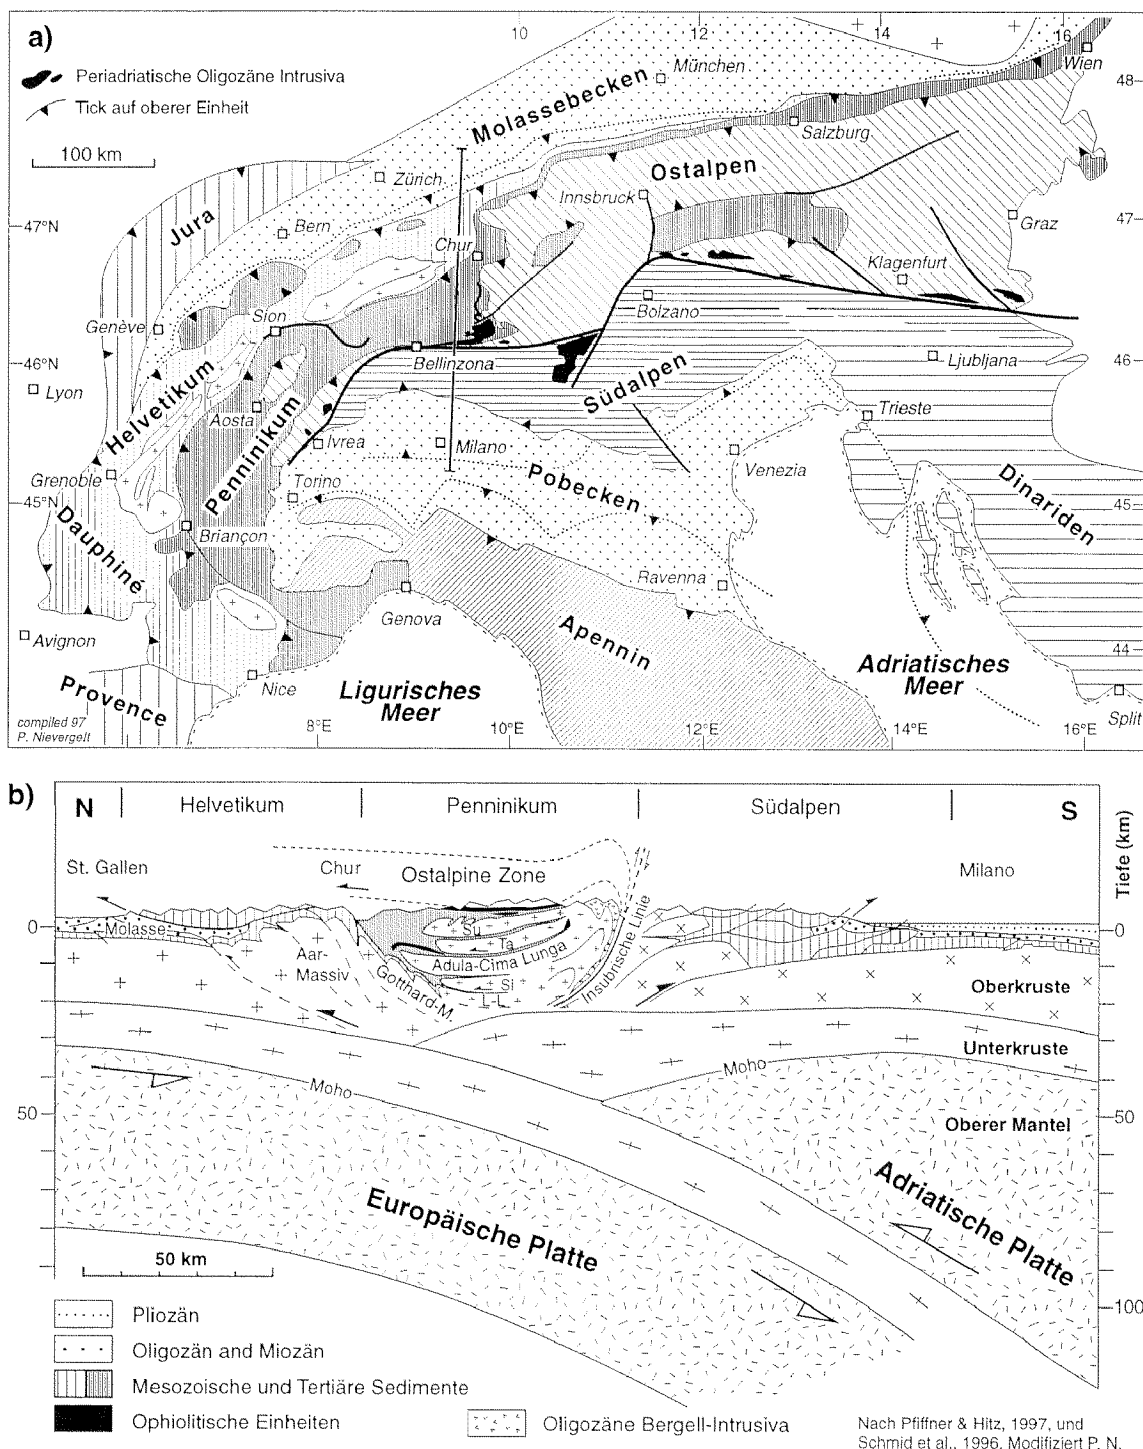 a)
Periadriatische Oligozäne Intrusiva
Tick auf oberer Einheit
100 km
10
12
14
16
48
47
46
45
44
47°N
46°N
45°N
8°E
10°E
12°E
14°E
16°E
Wien
München
Molassebecken
Salzburg
Ostalpen
Zürich
Innsbruck
Jura
Bern
Graz
Chur
Klagenfurt
Bolzano
Genève
Sion
Bellinzona
Ljubljana
Lyon
Helvetikum
Südalpen
Aosta
Penninikum
Trieste
Ivrea
Milano
Venezia
Grenoble
Torino
Pobecken
Dinariden
Dauphiné
Briançon
Ravenna
Genova
Avignon
Apennin
Adriatisches
Meer
Provence
Nice
Ligurisches
Meer
Split
compiled 97
P. Nievergelt
b)
N
Helvetikum
Penninikum
Südalpen
S
Tiefe (km)
St. Gallen
Chur
Ostalpine Zone
Milano
0
0
Molasse
Su
Ta
Aar-
Massiv
Adula-Cima Lunga
Gotthard-M.
Si
L-L
Insubrische Linie
Oberkruste
Unterkruste
Moho
Moho
50
50
Oberer Mantel
Europäische Platte
Adriatische Platte
50 km
100
Pliozän
Oligozän and Miozän
Mesozoische und Tertiäre Sedimente
Ophiolitische Einheiten
Oligozäne Bergell-Intrusiva
Nach Pfiffner & Hitz, 1997, und
Schmid et al., 1996. Modifiziert P. N.